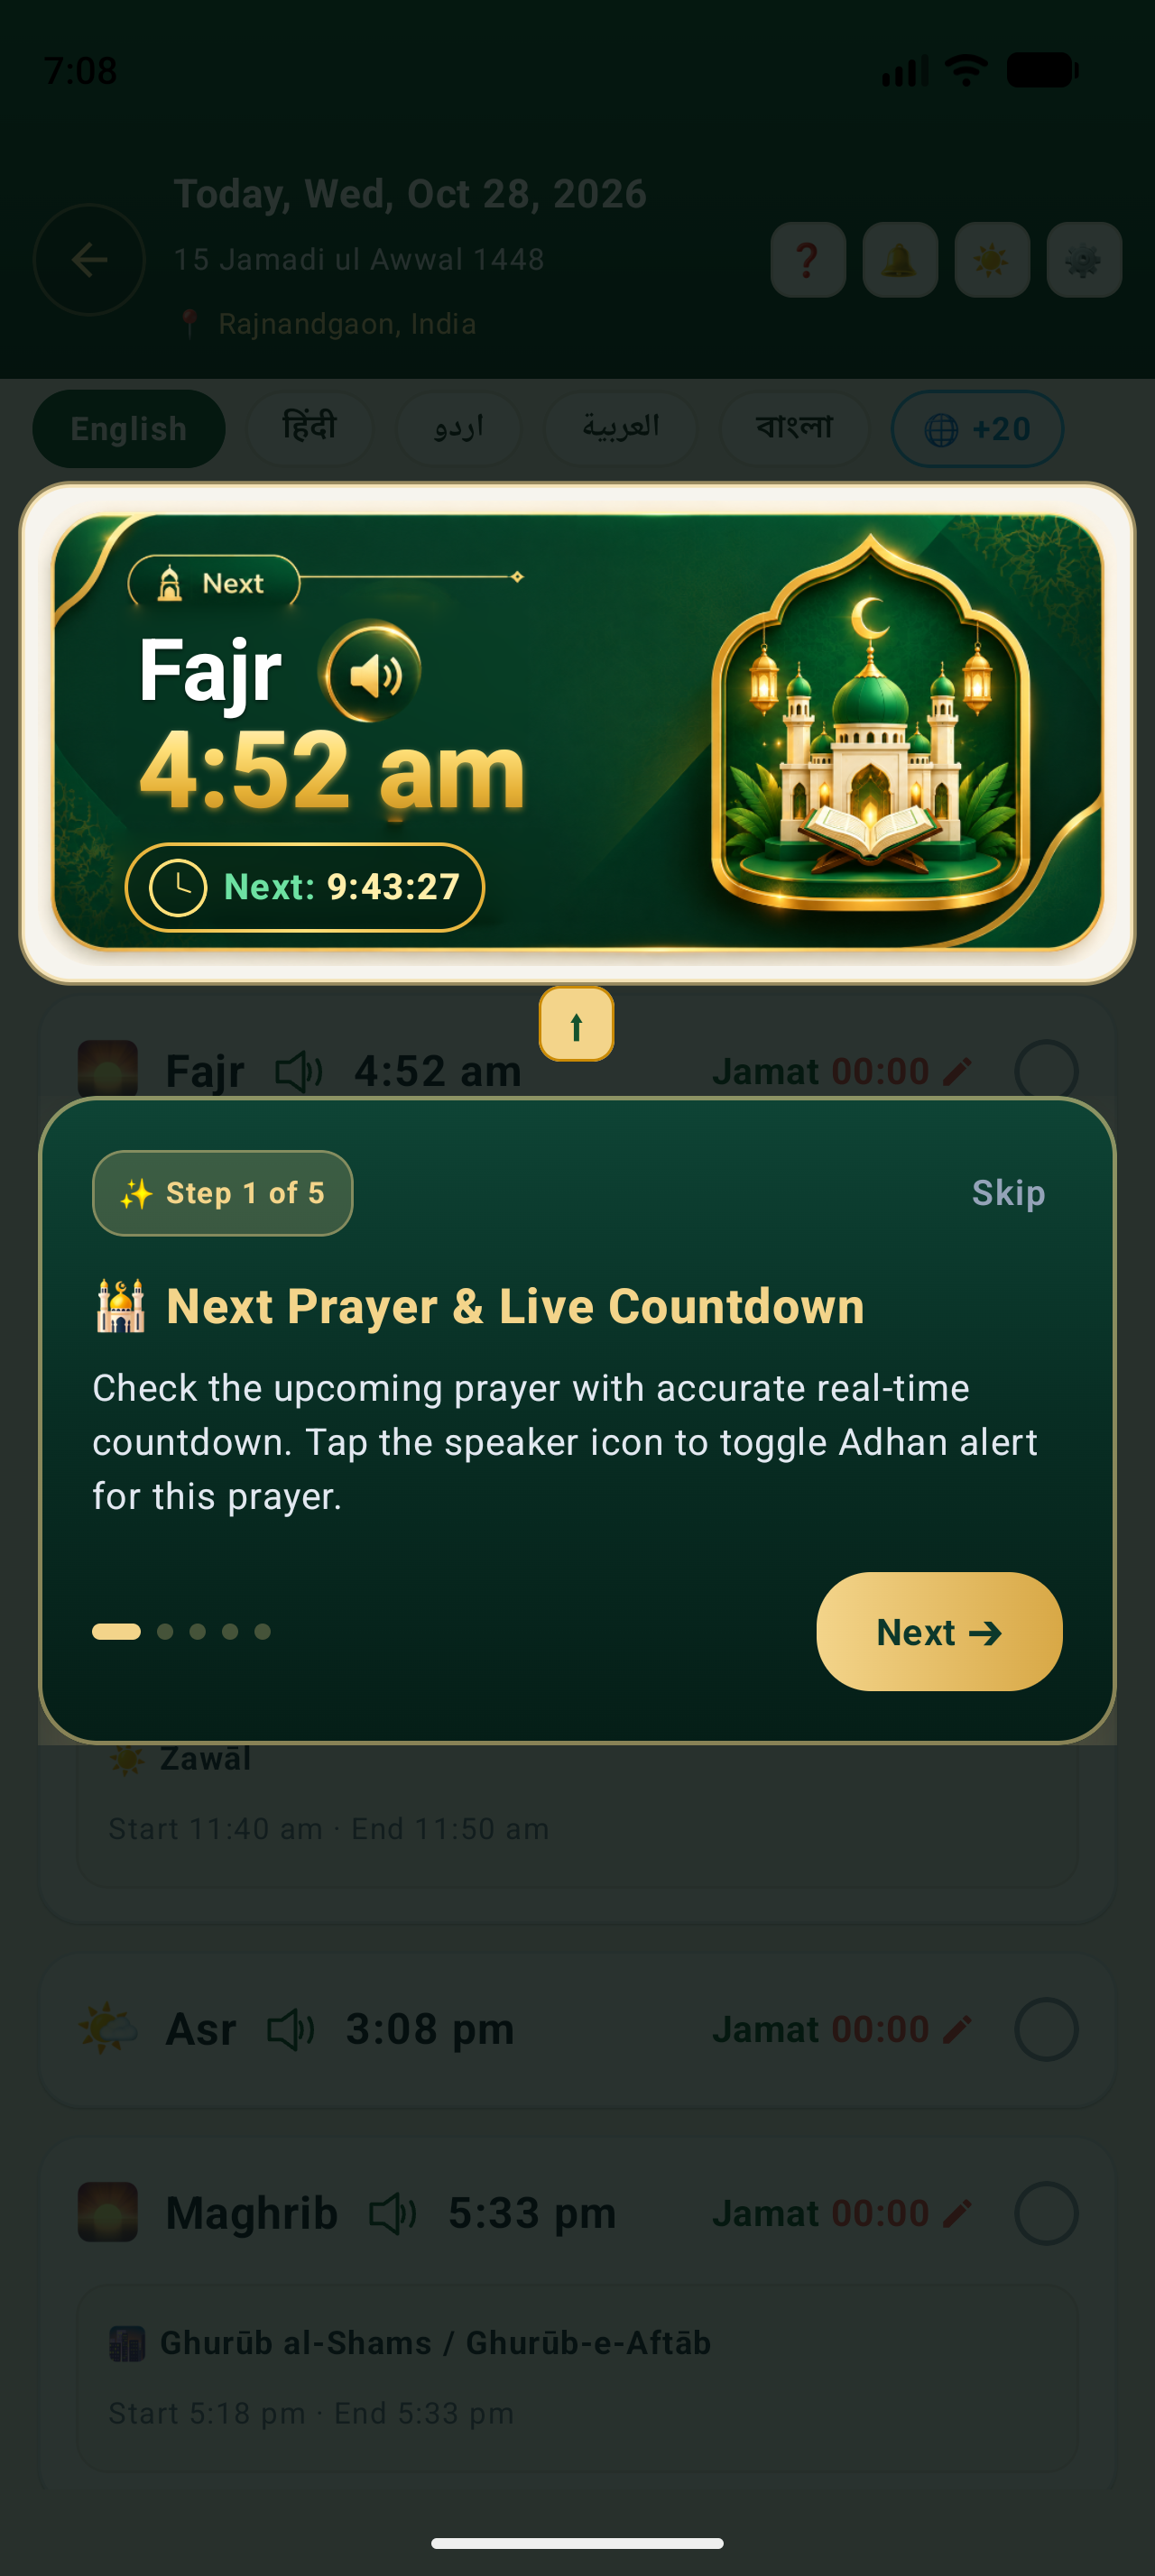 7:08
Today, Wed, Oct 28, 2026
15 Jamadi ul Awwal 1448
📍 Rajnandgaon, India
English हिंदी اردو العربية বাংলা 🌐 +20
Next
Fajr
4:52 am
Next: 9:43:27
Fajr 4:52 am Jamat 00:00
✨ Step 1 of 5 Skip
🕌 Next Prayer & Live Countdown
Check the upcoming prayer with accurate real-time
countdown. Tap the speaker icon to toggle Adhan alert
for this prayer.
Next →
Zawāl
Start 11:40 am · End 11:50 am
Asr 3:08 pm Jamat 00:00
Maghrib 5:33 pm Jamat 00:00
Ghurūb al-Shams / Ghurūb-e-Aftāb
Start 5:18 pm · End 5:33 pm